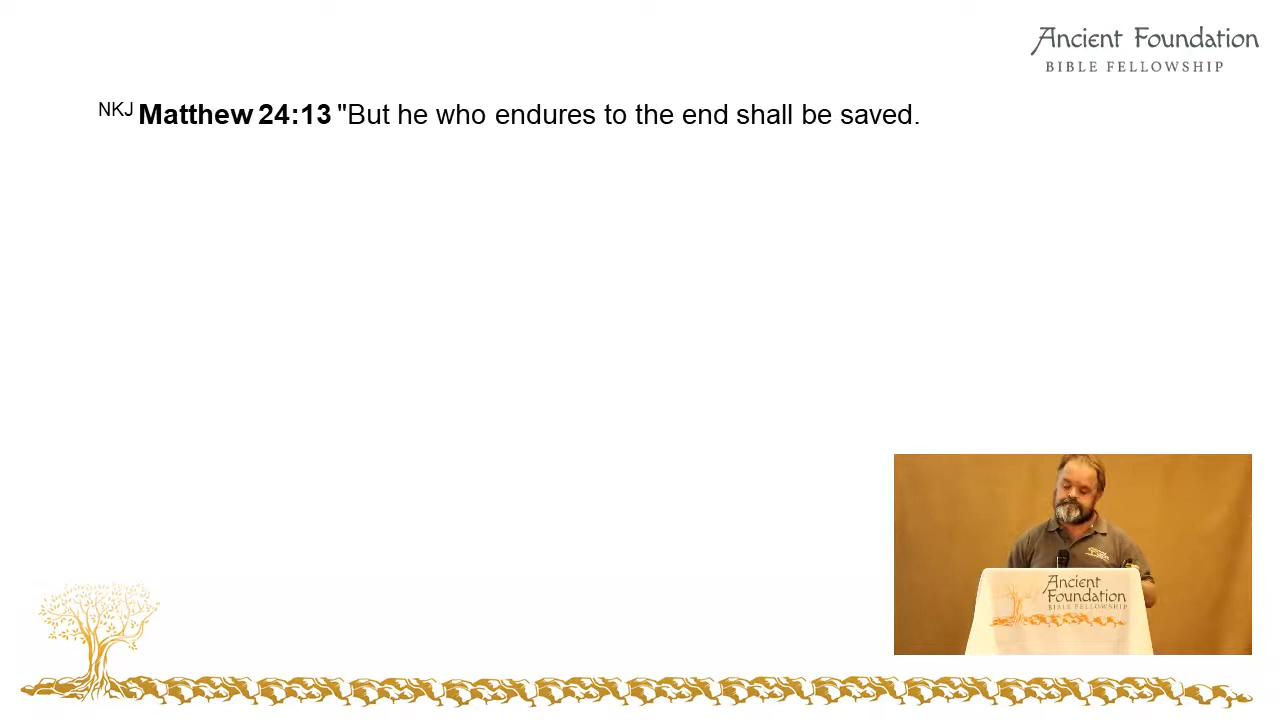 Ancient Foundation
BIBLE FELLOWSHIP
NKJ Matthew 24:13 "But he who endures to the end shall be saved.
Ancient
Foundation
BIBLE FELLOWSHIP